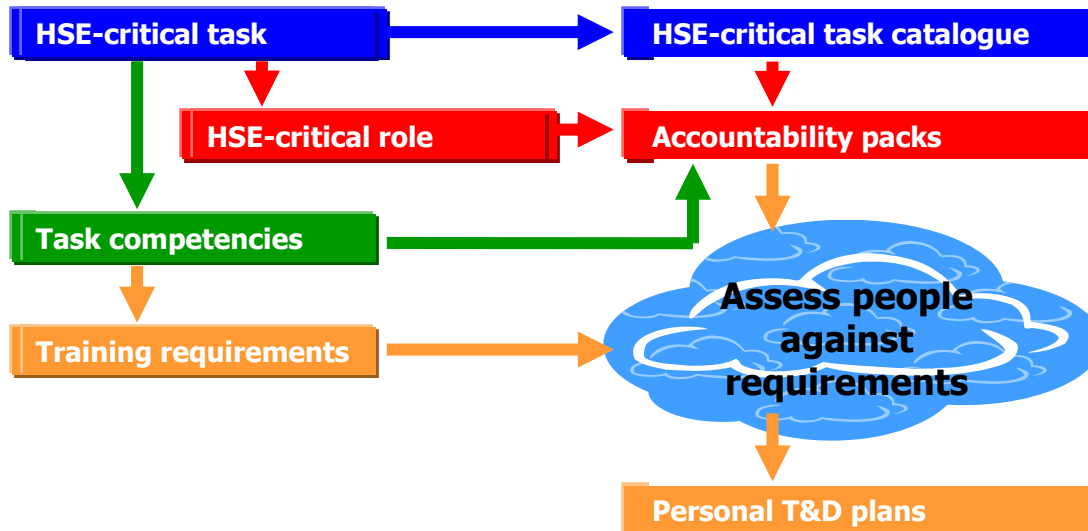 HSE-critical task
HSE-critical task catalogue
HSE-critical role
Accountability packs
Task competencies
Assess people
against
requirements
Training requirements
Personal T&D plans